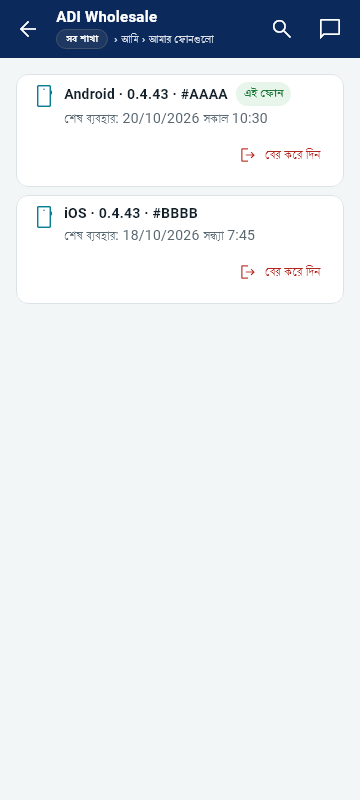 ADI Wholesale
সব শাখা › আমি › আমার ফোনগুলো
Android · 0.4.43 · #AAAA এই ফোন
শেষ ব্যবহার: 20/10/2026 সকাল 10:30
বের করে দিন
iOS · 0.4.43 · #BBBB
শেষ ব্যবহার: 18/10/2026 সন্ধ্যা 7:45
বের করে দিন